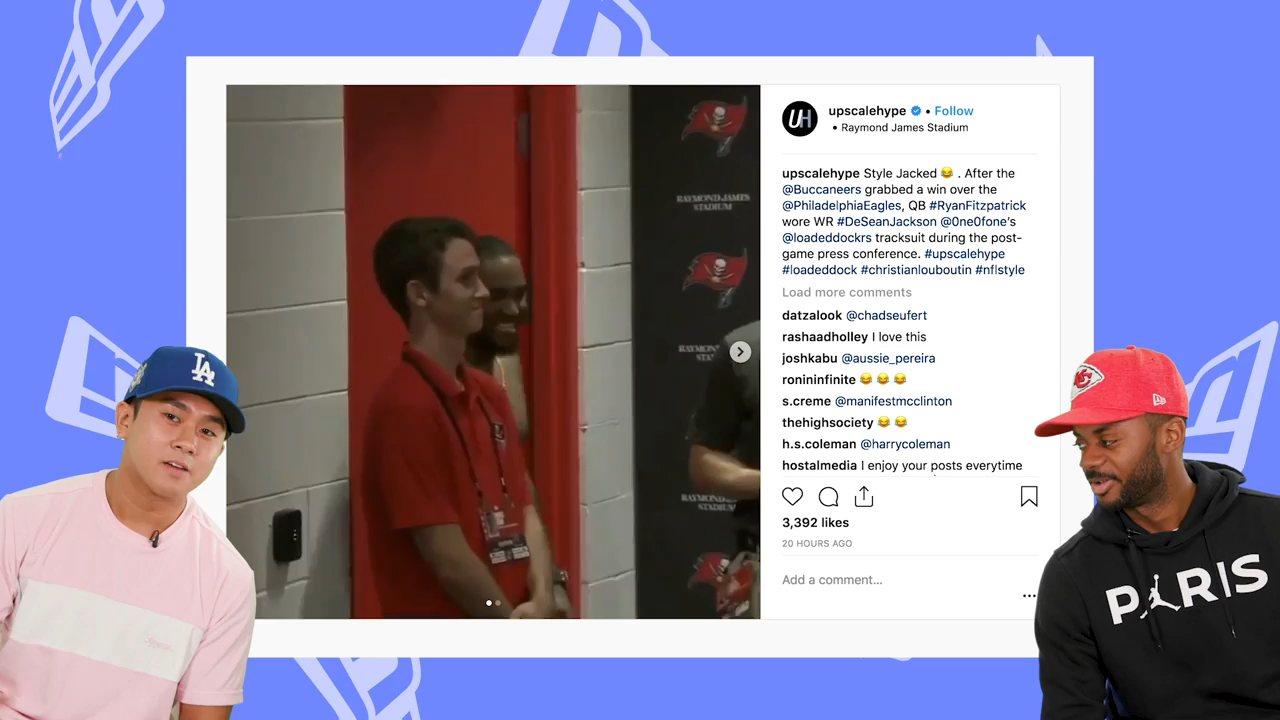 UH
upscalehype • Follow
• Raymond James Stadium
upscalehype Style Jacked 😂 . After the
@Buccaneers grabbed a win over the
@PhiladelphiaEagles, QB #RyanFitzpatrick
wore WR #DeSeanJackson @0ne0fone's
@loadeddockrs tracksuit during the post-
game press conference. #upscalehype
#loadeddock #christianlouboutin #nflstyle
Load more comments
datzalook @chadseufert
rashaadholley I love this
joshkabu @aussie_pereira
ronininfinite 😂 😂 😂
s.creme @manifestmcclinton
thehighsociety 😂 😂
h.s.coleman @harrycoleman
hostalmedia I enjoy your posts everytime
3,392 likes
20 HOURS AGO
Add a comment...
RAYMOND JAMES
STADIUM
LA
KC
PARIS